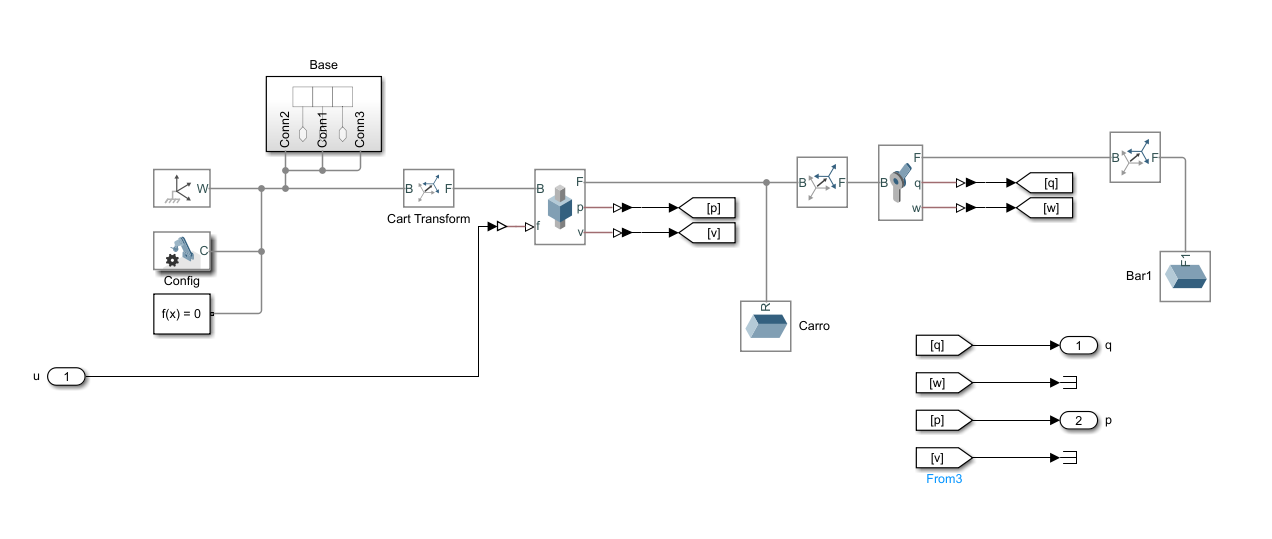 Base
Conn2
Conn1
Conn3
W
B
F
Cart Transform
C
Config
f(x) = 0
u
1
B
f
F
p
v
[p]
[v]
B
F
B
F
q
w
[q]
[w]
B
F
R
Carro
F1
Bar1
[q]
1
q
[w]
[p]
2
p
[v]
From3